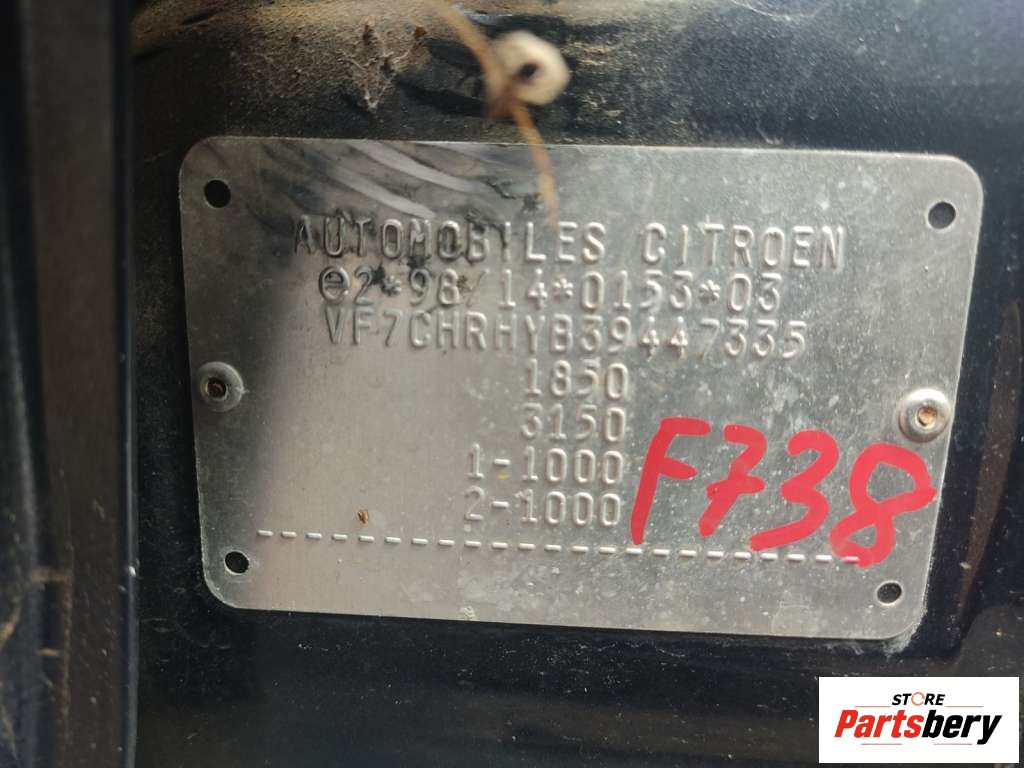 AUTOMOBILES CITROEN
e2*98/14*0153*03
VF7CHRHYB39447335
1850
3150
1-1000
2-1000
F738
STORE
Partsbery